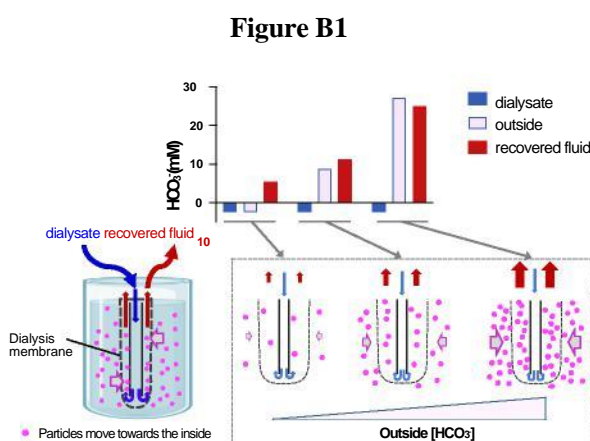 Figure B1
30
20
10
0
HCO₃⁻(mM)
dialysate
outside
recovered fluid
dialysate recovered fluid 10
Dialysis
membrane
Particles move towards the inside
Outside [HCO₃⁻]